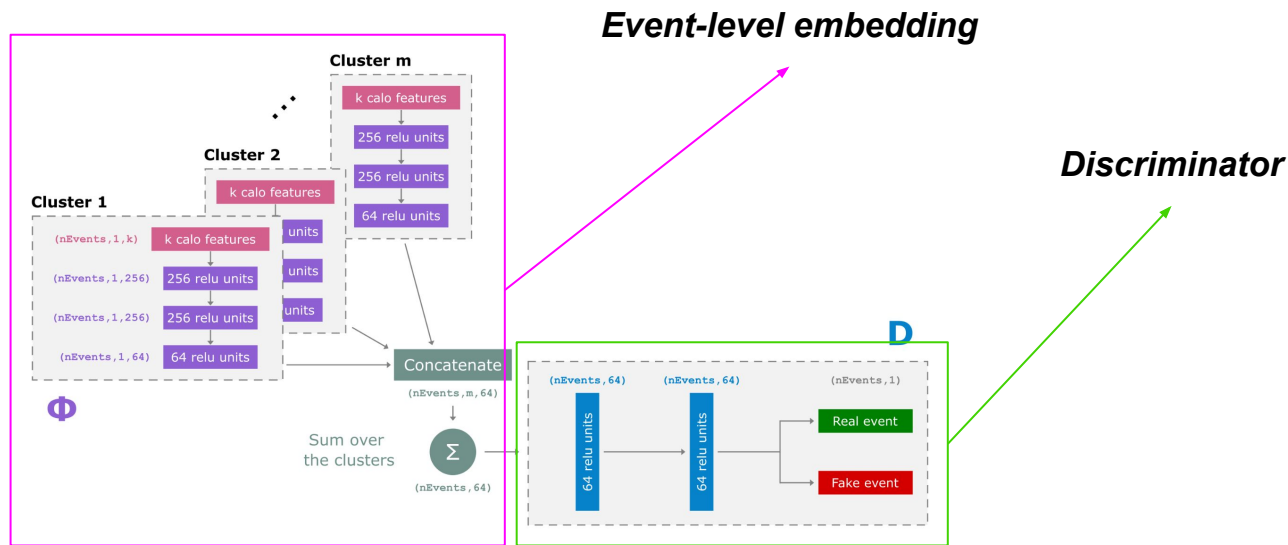 Event-level embedding
Discriminator
Cluster m
k calo features
256 relu units
256 relu units
64 relu units
...
Cluster 2
k calo features
units
units
units
Cluster 1
(nEvents,1,k)
k calo features
(nEvents,1,256)
256 relu units
(nEvents,1,256)
256 relu units
(nEvents,1,64)
64 relu units
Φ
Concatenate
(nEvents,m,64)
Sum over
the clusters
Σ
(nEvents,64)
D
(nEvents,64)
(nEvents,64)
(nEvents,1)
64 relu units
64 relu units
Real event
Fake event